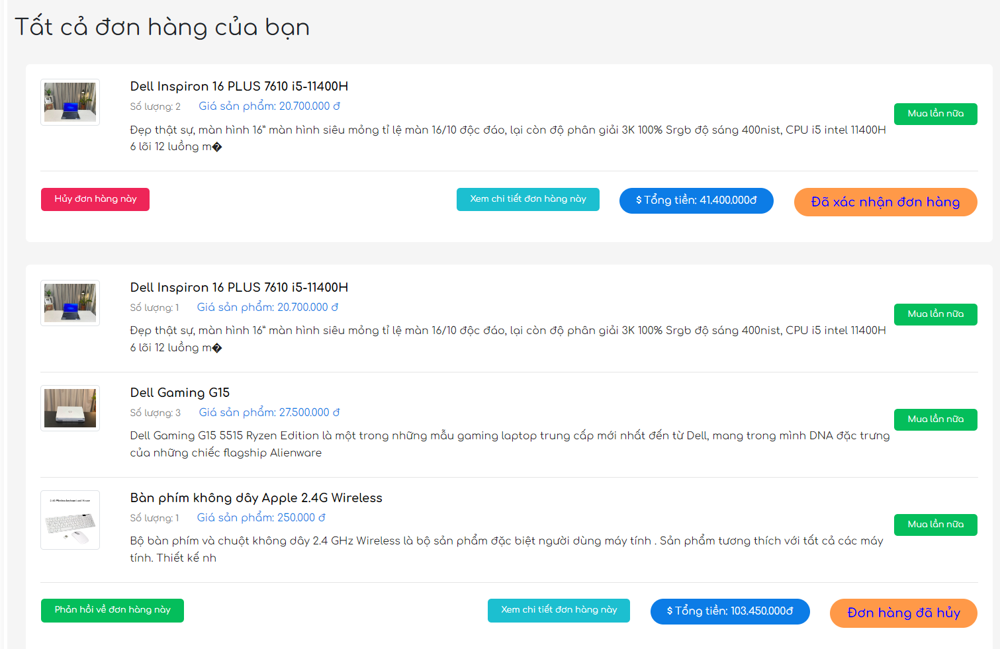 Tất cả đơn hàng của bạn
Dell Inspiron 16 PLUS 7610 i5-11400H
Số lượng: 2 Giá sản phẩm: 20.700.000 đ
Mua lần nữa
Đẹp thật sự, màn hình 16” màn hình siêu mỏng tỉ lệ màn 16/10 độc đáo, lại còn độ phân giải 3K 100% Srgb độ sáng 400nist, CPU i5 intel 11400H
6 lõi 12 luồng m�
Hủy đơn hàng này Xem chi tiết đơn hàng này $ Tổng tiền: 41.400.000đ Đã xác nhận đơn hàng
Dell Inspiron 16 PLUS 7610 i5-11400H
Số lượng: 1 Giá sản phẩm: 20.700.000 đ
Mua lần nữa
Đẹp thật sự, màn hình 16” màn hình siêu mỏng tỉ lệ màn 16/10 độc đáo, lại còn độ phân giải 3K 100% Srgb độ sáng 400nist, CPU i5 intel 11400H
6 lõi 12 luồng m�
Dell Gaming G15
Số lượng: 3 Giá sản phẩm: 27.500.000 đ
Mua lần nữa
Dell Gaming G15 5515 Ryzen Edition là một trong những mẫu gaming laptop trung cấp mới nhất đến từ Dell, mang trong mình DNA đặc trưng
của những chiếc flagship Alienware
2.4G Wireless keyboard and Mouse
Bàn phím không dây Apple 2.4G Wireless
Số lượng: 1 Giá sản phẩm: 250.000 đ
Mua lần nữa
Bộ bàn phím và chuột không dây 2.4 GHz Wireless là bộ sản phẩm đặc biệt người dùng máy tính . Sản phẩm tương thích với tất cả các máy
tính. Thiết kế nh
Phản hồi về đơn hàng này Xem chi tiết đơn hàng này $ Tổng tiền: 103.450.000đ Đơn hàng đã hủy